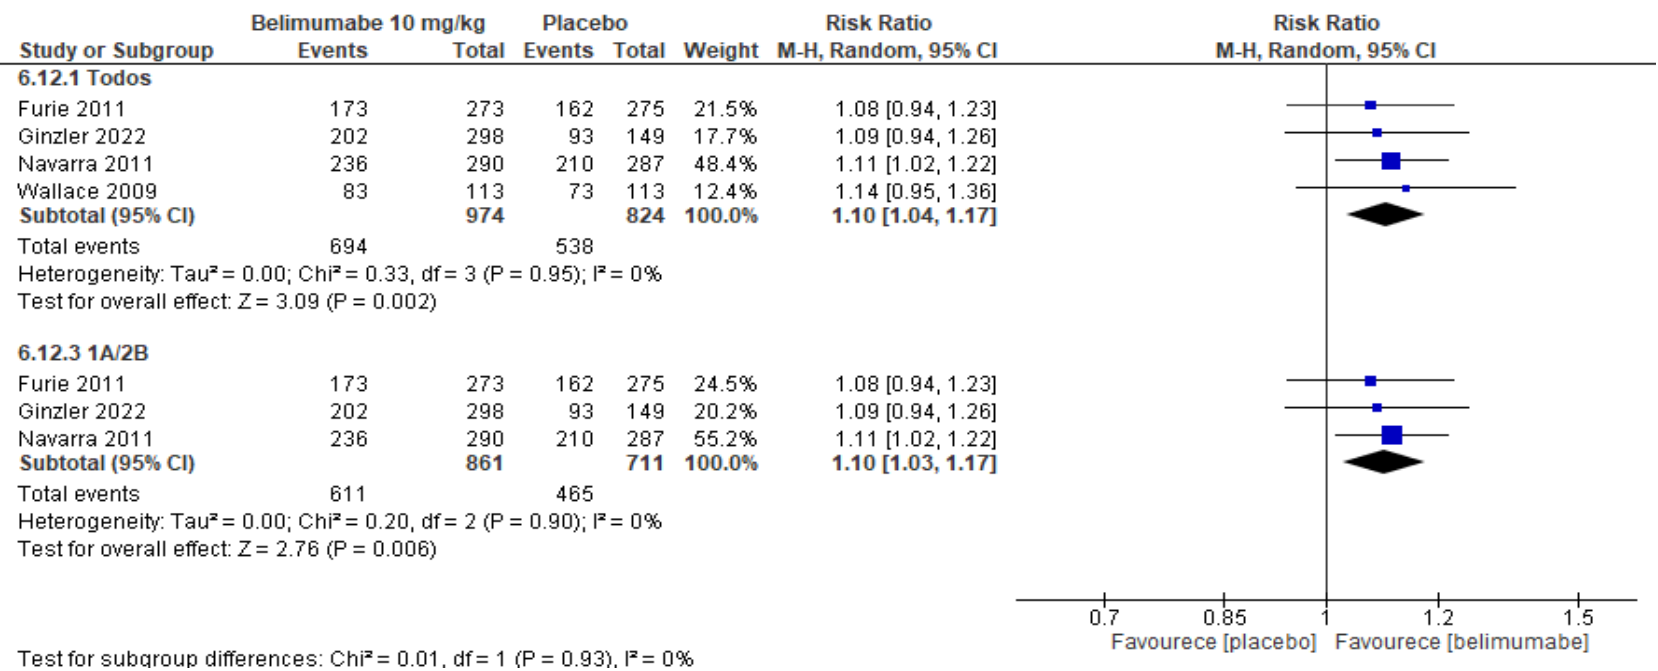 Belimumabe 10 mg/kg Placebo Risk Ratio Risk Ratio
Study or Subgroup Events Total Events Total Weight M-H, Random, 95% CI M-H, Random, 95% CI
6.12.1 Todos
Furie 2011 173 273 162 275 21.5% 1.08 [0.94, 1.23]
Ginzler 2022 202 298 93 149 17.7% 1.09 [0.94, 1.26]
Navarra 2011 236 290 210 287 48.4% 1.11 [1.02, 1.22]
Wallace 2009 83 113 73 113 12.4% 1.14 [0.95, 1.36]
Subtotal (95% CI) 974 824 100.0% 1.10 [1.04, 1.17]
Total events 694 538
Heterogeneity: Tau² = 0.00; Chi² = 0.33, df = 3 (P = 0.95); I² = 0%
Test for overall effect: Z = 3.09 (P = 0.002)
6.12.3 1A/2B
Furie 2011 173 273 162 275 24.5% 1.08 [0.94, 1.23]
Ginzler 2022 202 298 93 149 20.2% 1.09 [0.94, 1.26]
Navarra 2011 236 290 210 287 55.2% 1.11 [1.02, 1.22]
Subtotal (95% CI) 861 711 100.0% 1.10 [1.03, 1.17]
Total events 611 465
Heterogeneity: Tau² = 0.00; Chi² = 0.20, df = 2 (P = 0.90); I² = 0%
Test for overall effect: Z = 2.76 (P = 0.006)
0.7 0.85 1 1.2 1.5
Favourece [placebo] Favourece [belimumabe]
Test for subgroup differences: Chi² = 0.01, df = 1 (P = 0.93), I² = 0%